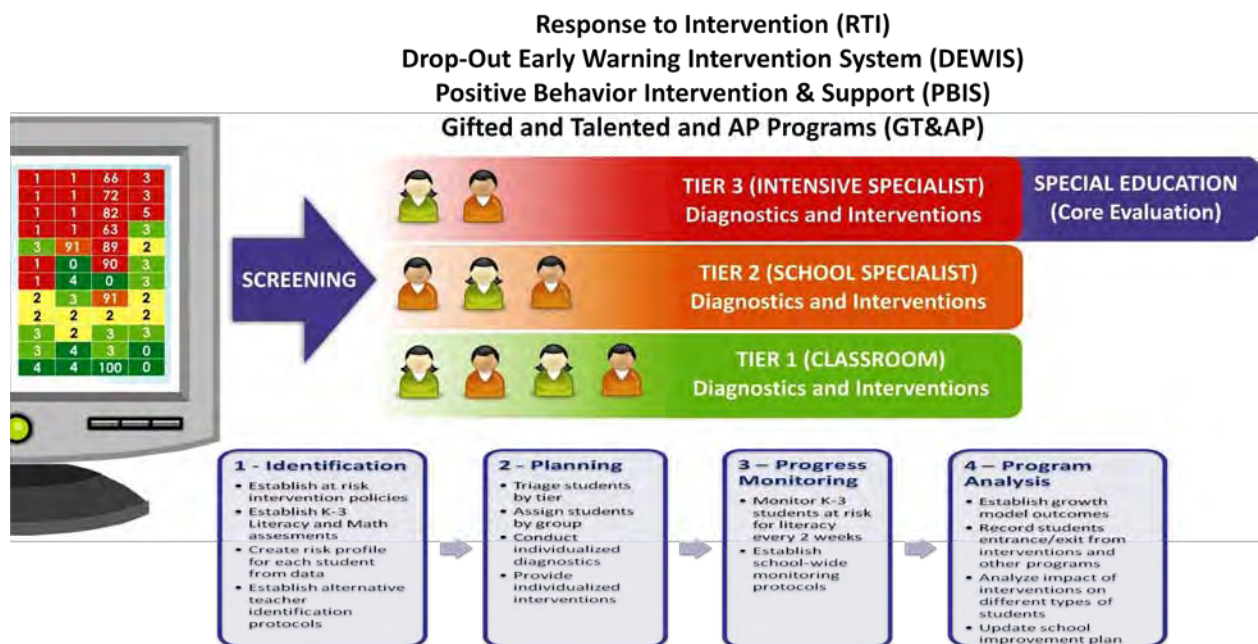 Response to Intervention (RTI)
Drop-Out Early Warning Intervention System (DEWIS)
Positive Behavior Intervention & Support (PBIS)
Gifted and Talented and AP Programs (GT&AP)
1 1 66 3
1 1 72 3
1 1 82 5
1 1 63 3
3 91 89 2
1 0 90 3
1 4 0 3
2 3 91 2
2 2 2 2
3 2 3 3
3 4 3 0
4 4 100 0
SCREENING
TIER 3 (INTENSIVE SPECIALIST)
Diagnostics and Interventions
SPECIAL EDUCATION
(Core Evaluation)
TIER 2 (SCHOOL SPECIALIST)
Diagnostics and Interventions
TIER 1 (CLASSROOM)
Diagnostics and Interventions
1 - Identification
• Establish at risk
intervention policies
• Establish K-3
Literacy and Math
assesments
• Create risk profile
for each student
from data
• Establish alternative
teacher
identification
protocols
2 - Planning
• Triage students
by tier
• Assign students
by group
• Conduct
individualized
diagnostics
• Provide
individualized
interventions
3 – Progress
Monitoring
• Monitor K-3
students at risk
for literacy
every 2 weeks
• Establish
school-wide
monitoring
protocols
4 – Program
Analysis
• Establish growth
model outcomes
• Record students
entrance/exit from
interventions and
other programs
• Analyze impact of
interventions on
different types of
students
• Update school
improvement plan